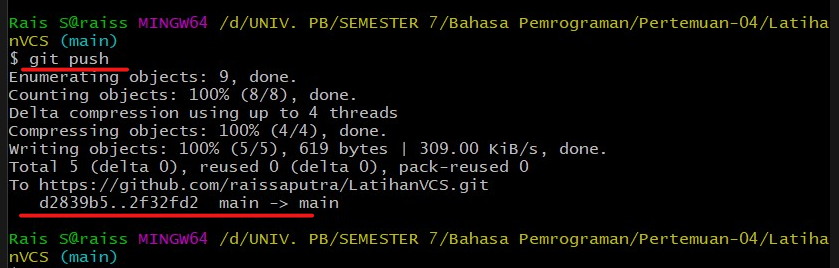 Rais S@raiss MINGW64 /d/UNIV. PB/SEMESTER 7/Bahasa Pemrograman/Pertemuan-04/Latiha
nVCS (main)
$ git push
Enumerating objects: 9, done.
Counting objects: 100% (8/8), done.
Delta compression using up to 4 threads
Compressing objects: 100% (4/4), done.
Writing objects: 100% (5/5), 619 bytes | 309.00 KiB/s, done.
Total 5 (delta 0), reused 0 (delta 0), pack-reused 0
To https://github.com/raissaputra/LatihanVCS.git
   d2839b5..2f32fd2  main -> main
Rais S@raiss MINGW64 /d/UNIV. PB/SEMESTER 7/Bahasa Pemrograman/Pertemuan-04/Latiha
nVCS (main)